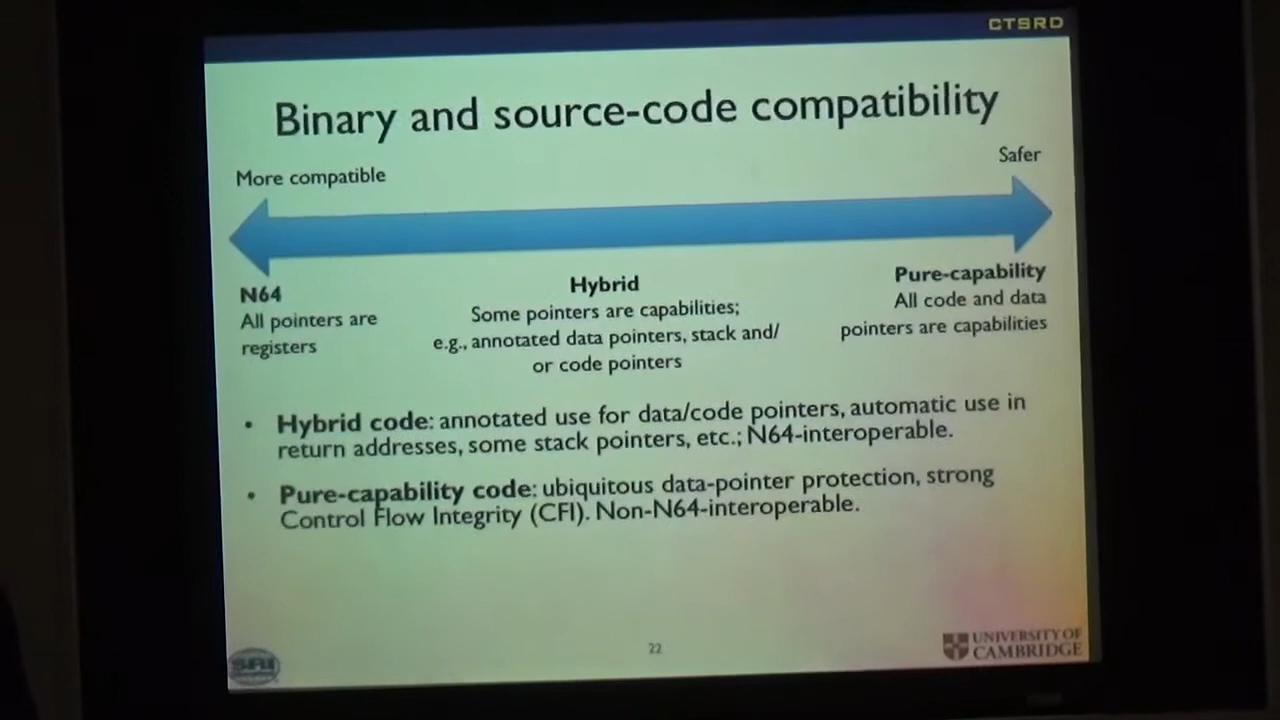 CTSRD
Binary and source-code compatibility
More compatible
Safer
N64
All pointers are
registers
Hybrid
Some pointers are capabilities;
e.g., annotated data pointers, stack and/
or code pointers
Pure-capability
All code and data
pointers are capabilities
• Hybrid code: annotated use for data/code pointers, automatic use in
return addresses, some stack pointers, etc.; N64-interoperable.
• Pure-capability code: ubiquitous data-pointer protection, strong
Control Flow Integrity (CFI). Non-N64-interoperable.
SRI
22
UNIVERSITY OF
CAMBRIDGE